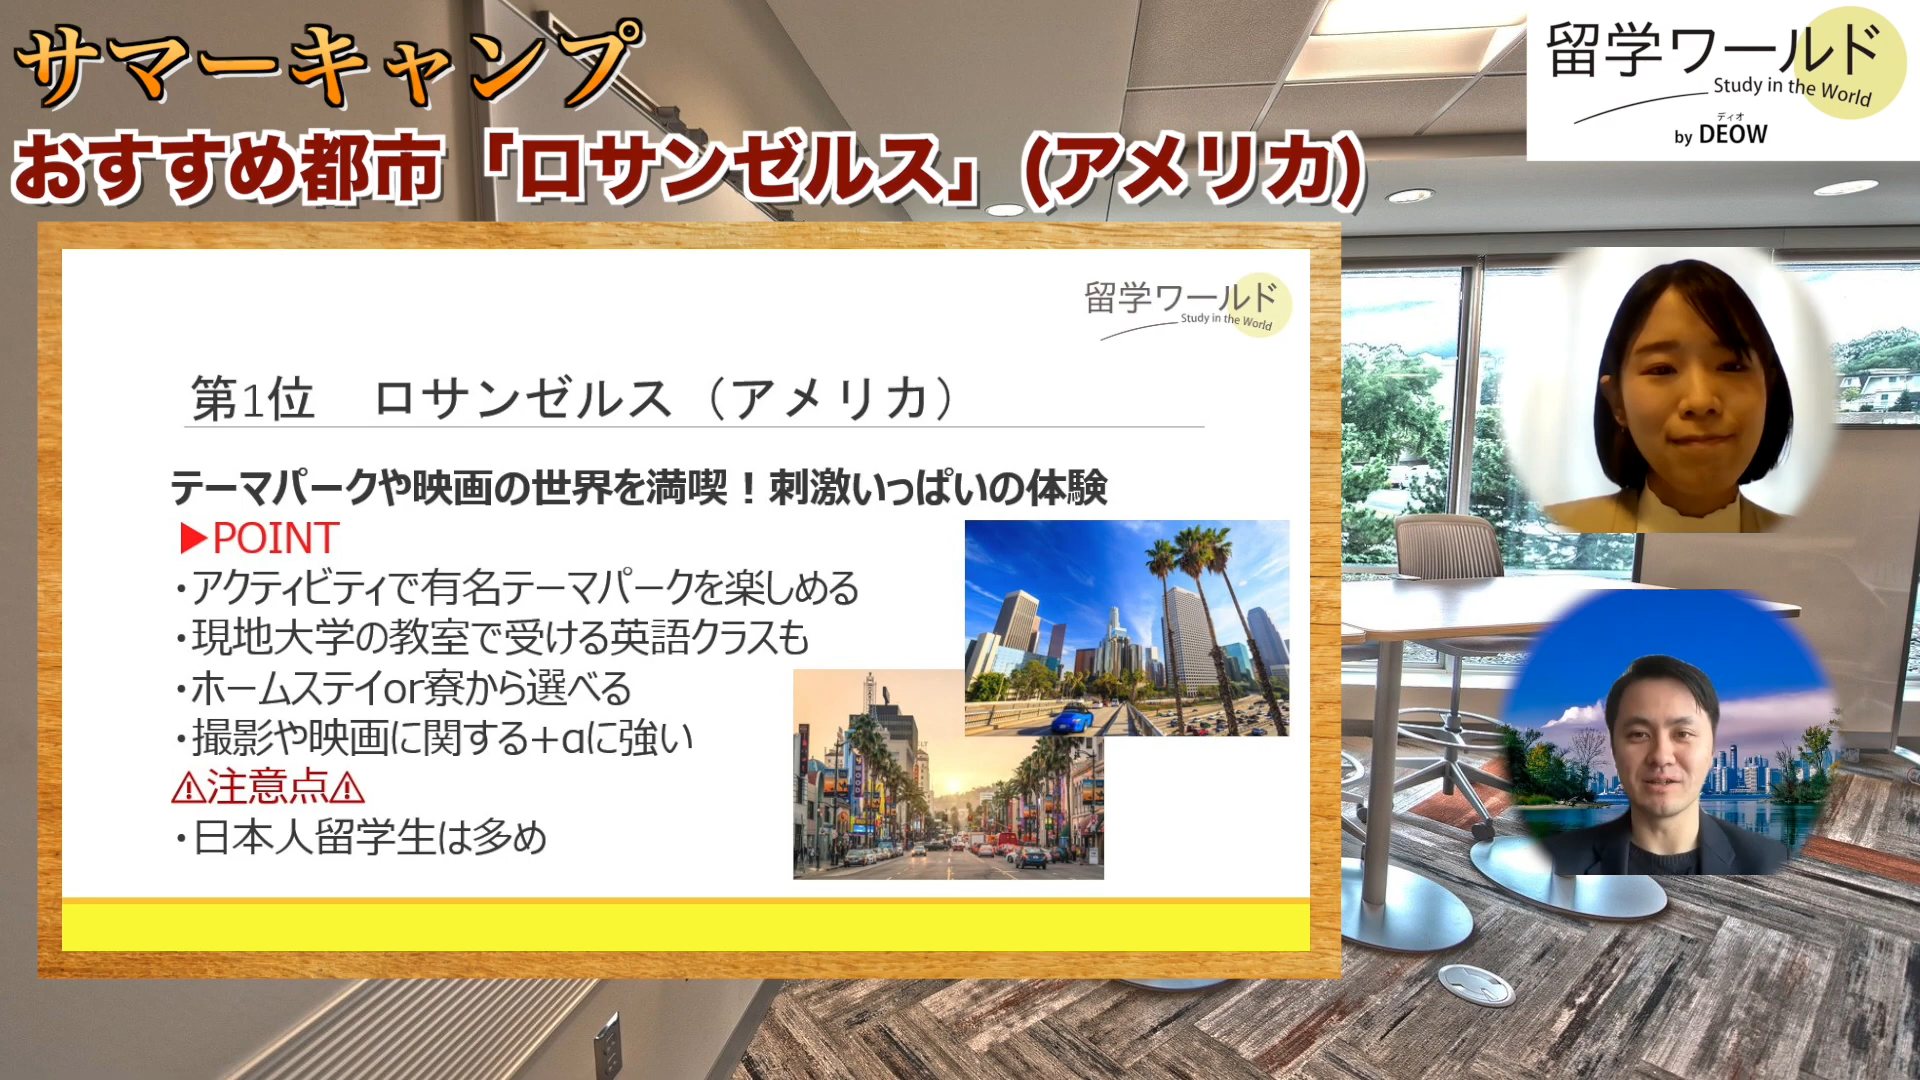 サマーキャンプ
おすすめ都市「ロサンゼルス」(アメリカ)
留学ワールド
Study in the World
ディオ
by DEOW
留学ワールド
Study in the World
第1位　ロサンゼルス（アメリカ）
テーマパークや映画の世界を満喫！刺激いっぱいの体験
▶POINT
・アクティビティで有名テーマパークを楽しめる
・現地大学の教室で受ける英語クラスも
・ホームステイor寮から選べる
・撮影や映画に関する+αに強い
⚠注意点⚠
・日本人留学生は多め